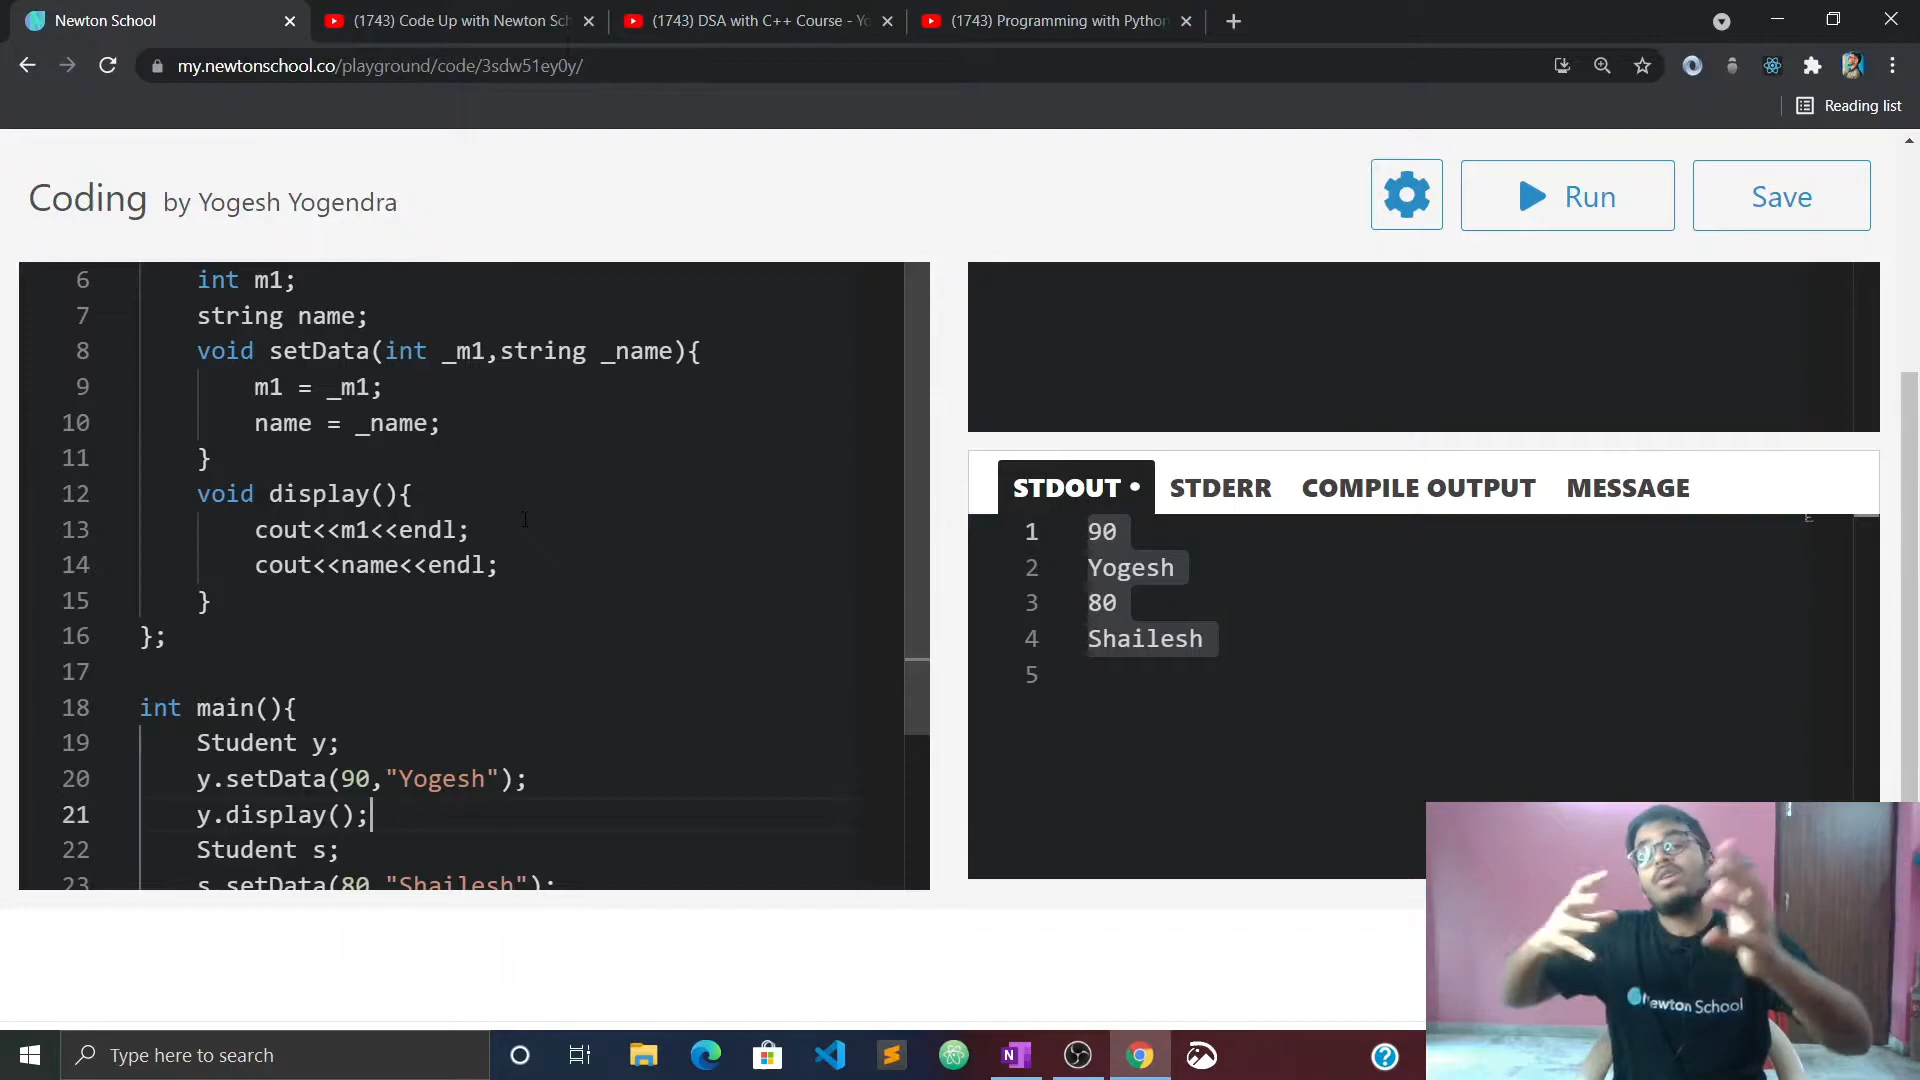 Newton School
(1743) Code Up with Newton Sch
(1743) DSA with C++ Course - Yo
(1743) Programming with Python
my.newtonschool.co/playground/code/3sdw51ey0y/
Reading list
Coding by Yogesh Yogendra
Run
Save
6 int m1;
7 string name;
8 void setData(int _m1,string _name){
9 m1 = _m1;
10 name = _name;
11 }
12 void display(){
13 cout<<m1<<endl;
14 cout<<name<<endl;
15 }
16 };
17
18 int main(){
19 Student y;
20 y.setData(90,"Yogesh");
21 y.display();
22 Student s;
23 s.setData(80,"Shailesh");
STDOUT • STDERR COMPILE OUTPUT MESSAGE
1 90
2 Yogesh
3 80
4 Shailesh
5
Newton School
Type here to search